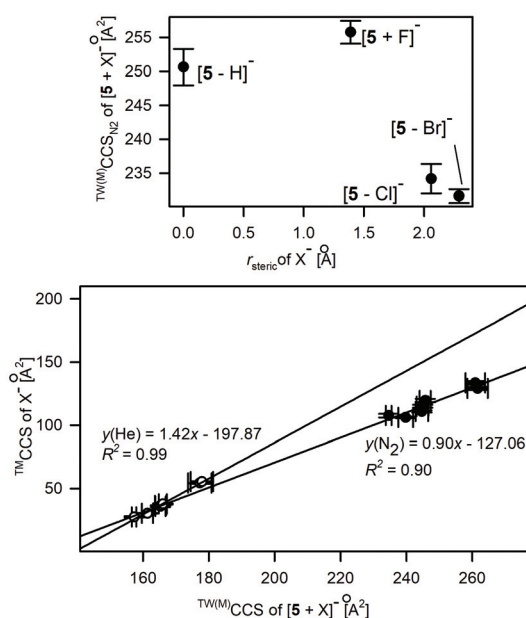 TW(M)CCSN2 of [5 + X]⁻ [Å²]
255
250
245
240
235
[5 + F]⁻
[5 - H]⁻
[5 - Br]⁻
[5 - Cl]⁻
0.0 0.5 1.0 1.5 2.0
rsteric of X⁻ [Å]
TMCCS of X⁻ [Å²]
200
150
100
50
y(He) = 1.42x - 197.87
R² = 0.99
y(N₂) = 0.90x - 127.06
R² = 0.90
160 180 200 220 240 260
TW(M)CCS of [5 + X]⁻ [Å²]